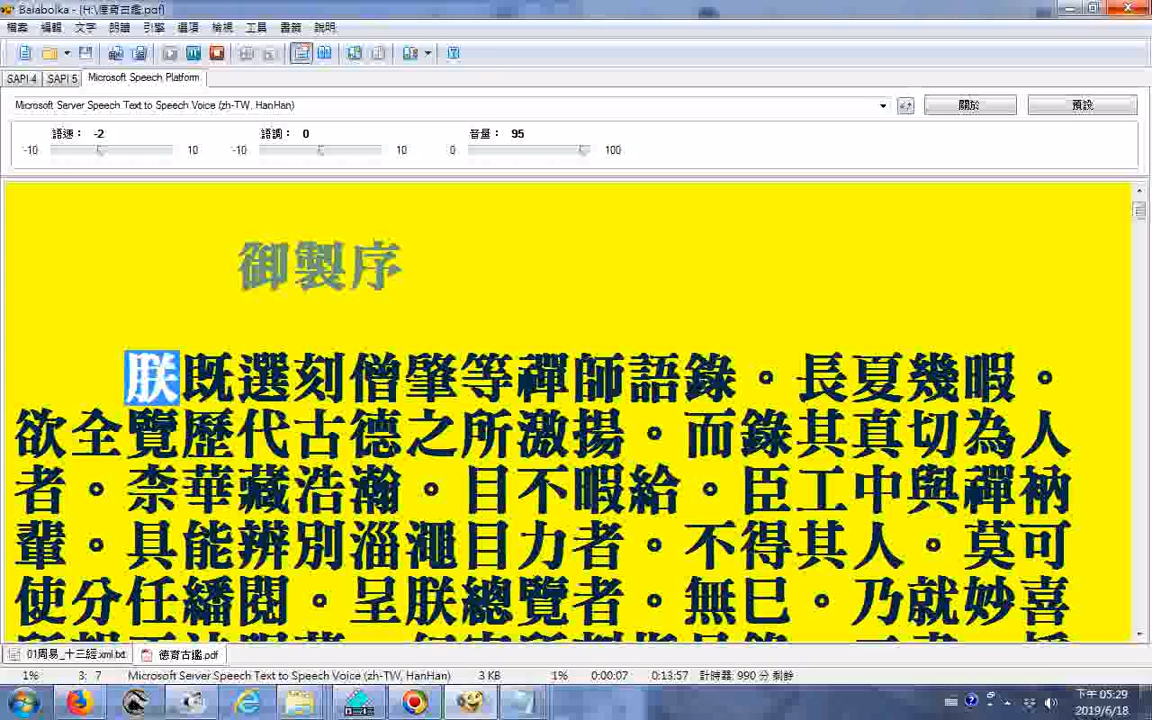 Balabolka - [H:\德育古鑑.pdf]
檔案 編輯 文字 朗讀 引擎 選項 檢視 工具 書籤 說明
SAPI 4 SAPI 5 Microsoft Speech Platform
Microsoft Server Speech Text to Speech Voice (zh-TW, HanHan) 關於 預設
語速： -2 語調： 0 音量： 95
-10 10 -10 10 0 100
御製序
朕既選刻僧肇等禪師語錄。長夏幾暇。
欲全覽歷代古德之所激揚。而錄其真切為人
者。柰華藏浩瀚。目不暇給。臣工中與禪衲
輩。具能辨別淄澠目力者。不得其人。莫可
使分任繙閱。呈朕總覽者。無巳。乃就妙喜
01周易_十三經.xml.txt 德育古鑑.pdf
1% 3: 7 Microsoft Server Speech Text to Speech Voice (zh-TW, HanHan) 3 KB 1% 0:00:07 0:13:57 計時器: 990 分 剩餘
下午 05:29
2019/6/18